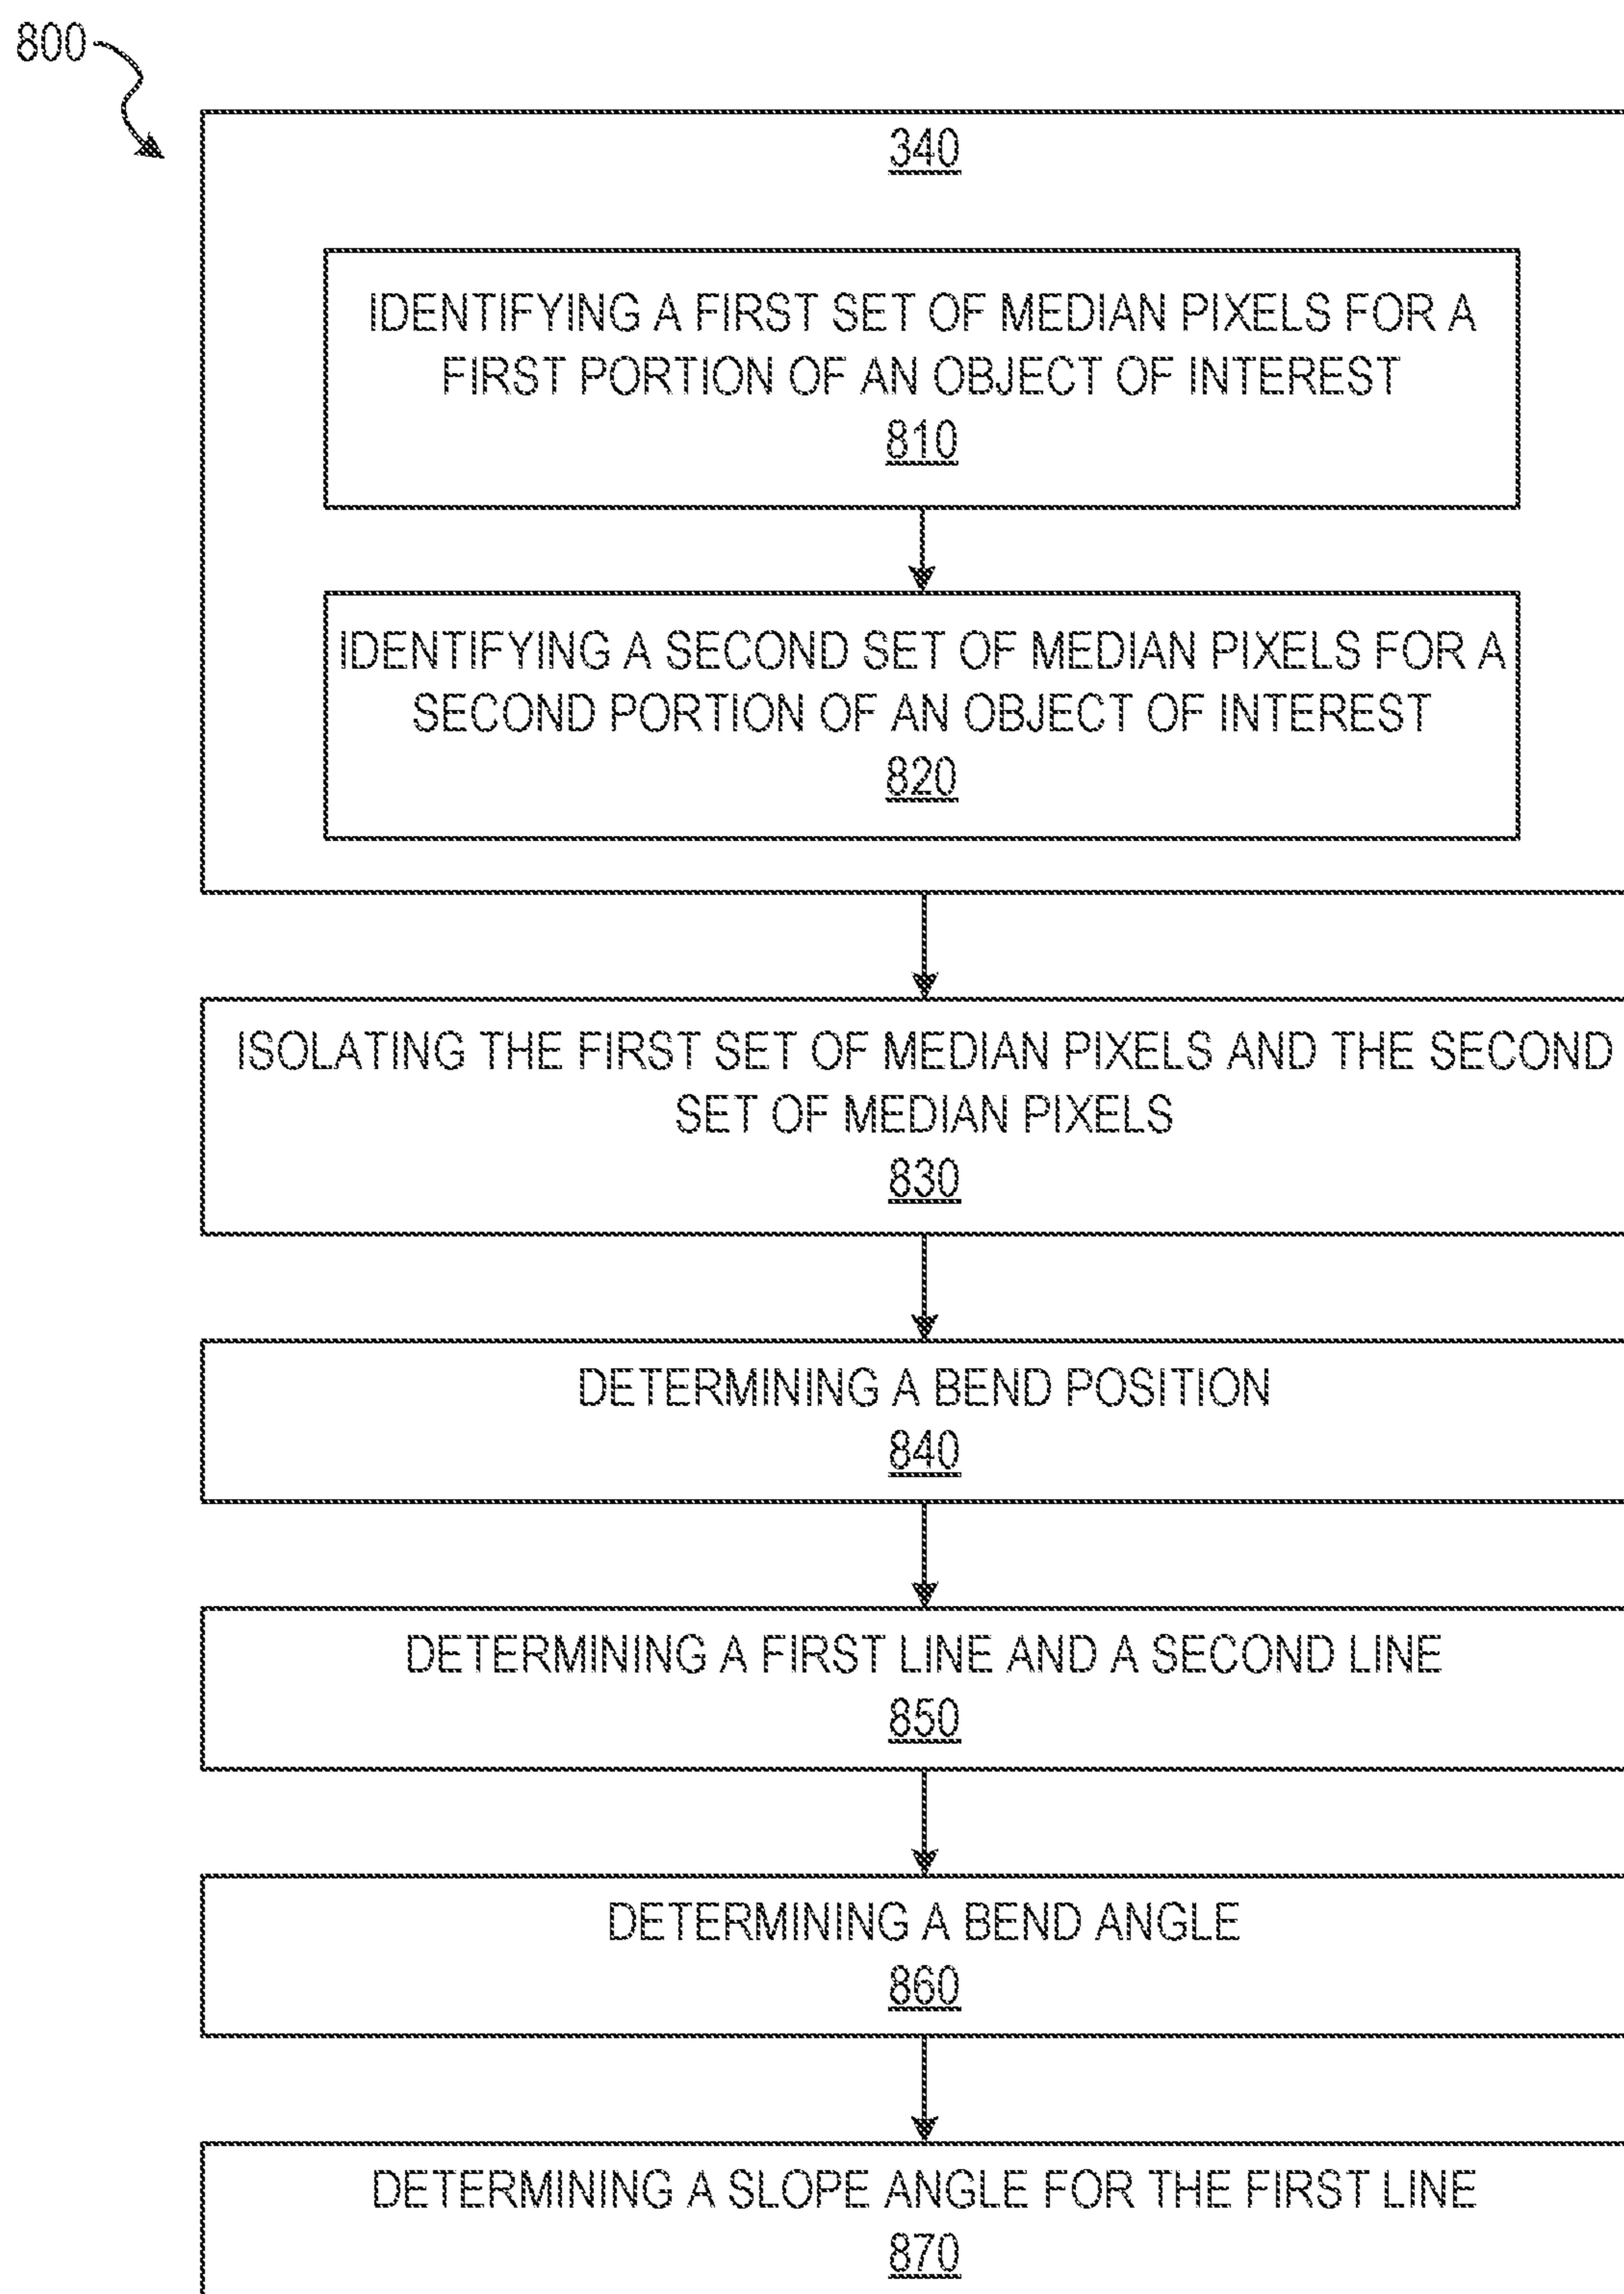 800
340
IDENTIFYING A FIRST SET OF MEDIAN PIXELS FOR A
FIRST PORTION OF AN OBJECT OF INTEREST
810
IDENTIFYING A SECOND SET OF MEDIAN PIXELS FOR A
SECOND PORTION OF AN OBJECT OF INTEREST
820
ISOLATING THE FIRST SET OF MEDIAN PIXELS AND THE SECOND
SET OF MEDIAN PIXELS
830
DETERMINING A BEND POSITION
840
DETERMINING A FIRST LINE AND A SECOND LINE
850
DETERMINING A BEND ANGLE
860
DETERMINING A SLOPE ANGLE FOR THE FIRST LINE
870